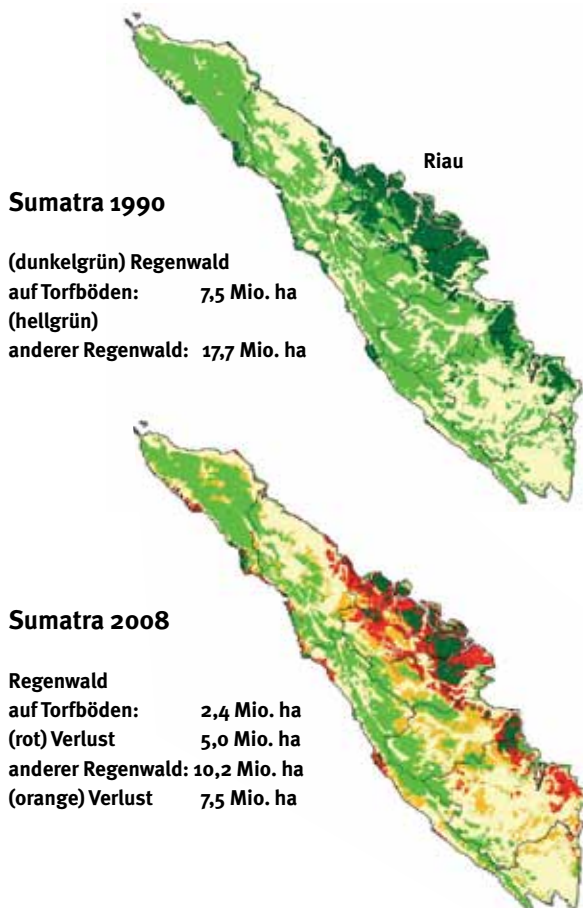 Riau
Sumatra 1990
(dunkelgrün) Regenwald
auf Torfböden: 7,5 Mio. ha
(hellgrün)
anderer Regenwald: 17,7 Mio. ha
Sumatra 2008
Regenwald
auf Torfböden: 2,4 Mio. ha
(rot) Verlust 5,0 Mio. ha
anderer Regenwald: 10,2 Mio. ha
(orange) Verlust 7,5 Mio. ha